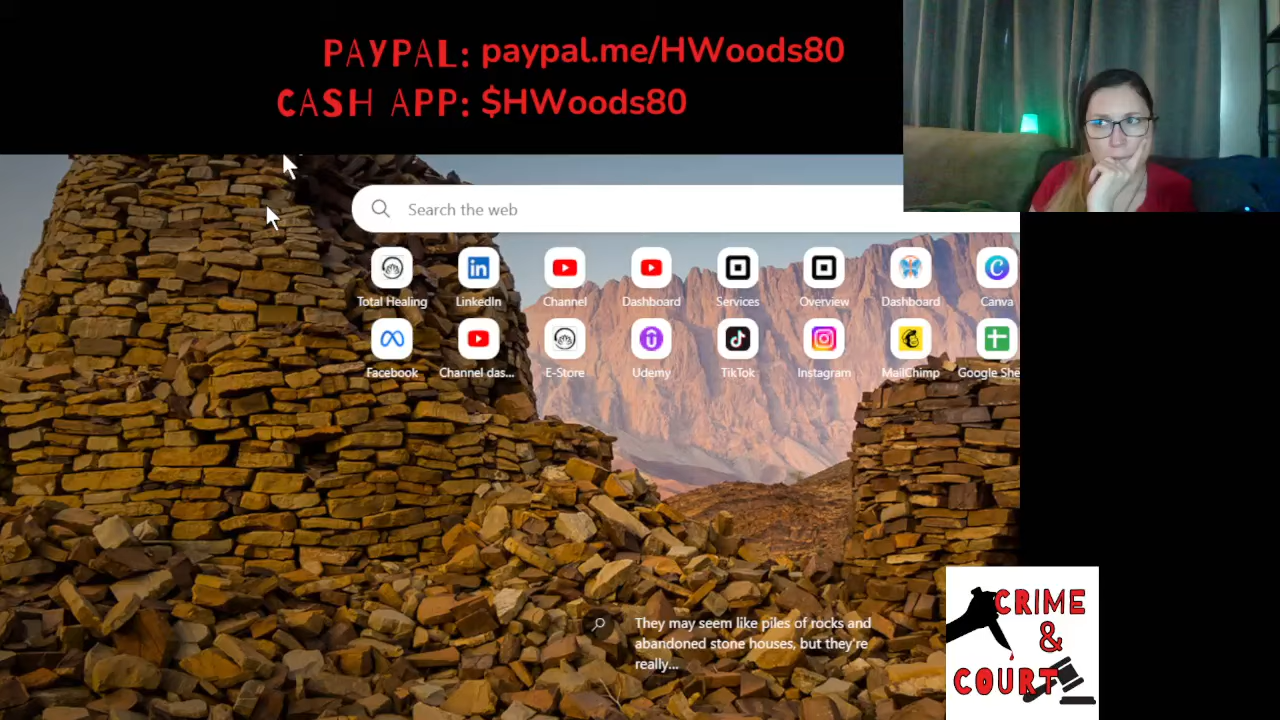 PAYPAL: paypal.me/HWoods80
CASH APP: $HWoods80
Search the web
Total Healing
LinkedIn
Channel
Dashboard
Services
Overview
Dashboard
Canva
Facebook
Channel das...
E-Store
Udemy
TikTok
Instagram
MailChimp
Google She
They may seem like piles of rocks and
abandoned stone houses, but they're
really...
CRIME
&
COURT